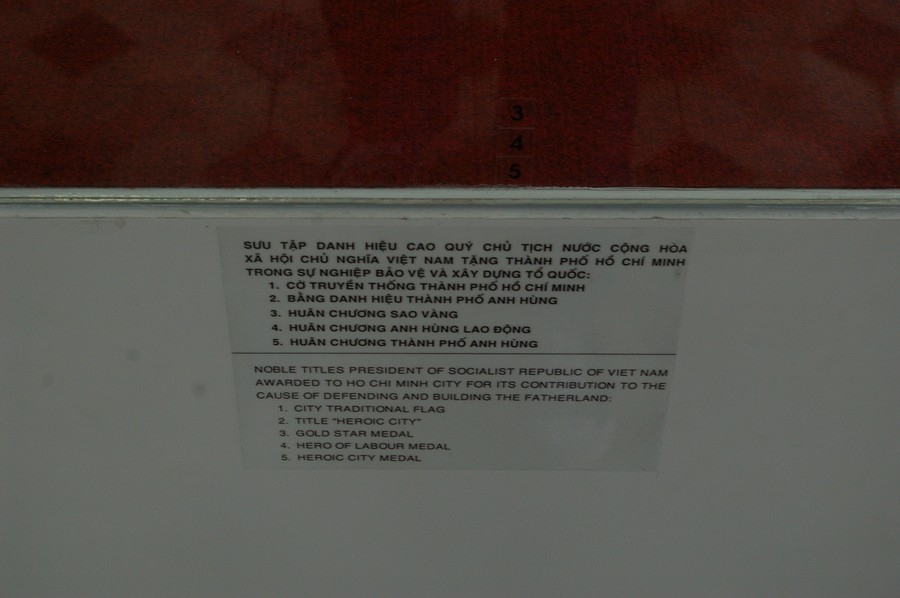 3
4
5
SƯU TẬP DANH HIỆU CAO QUÝ CHỦ TỊCH NƯỚC CỘNG HÒA
XÃ HỘI CHỦ NGHĨA VIỆT NAM TẶNG THÀNH PHỐ HỒ CHÍ MINH
TRONG SỰ NGHIỆP BẢO VỆ VÀ XÂY DỰNG TỔ QUỐC:
1. CỜ TRUYỀN THỐNG THÀNH PHỐ HỒ CHÍ MINH
2. BẰNG DANH HIỆU THÀNH PHỐ ANH HÙNG
3. HUÂN CHƯƠNG SAO VÀNG
4. HUÂN CHƯƠNG ANH HÙNG LAO ĐỘNG
5. HUÂN CHƯƠNG THÀNH PHỐ ANH HÙNG
NOBLE TITLES PRESIDENT OF SOCIALIST REPUBLIC OF VIET NAM
AWARDED TO HO CHI MINH CITY FOR ITS CONTRIBUTION TO THE
CAUSE OF DEFENDING AND BUILDING THE FATHERLAND:
1. CITY TRADITIONAL FLAG
2. TITLE "HEROIC CITY"
3. GOLD STAR MEDAL
4. HERO OF LABOUR MEDAL
5. HEROIC CITY MEDAL